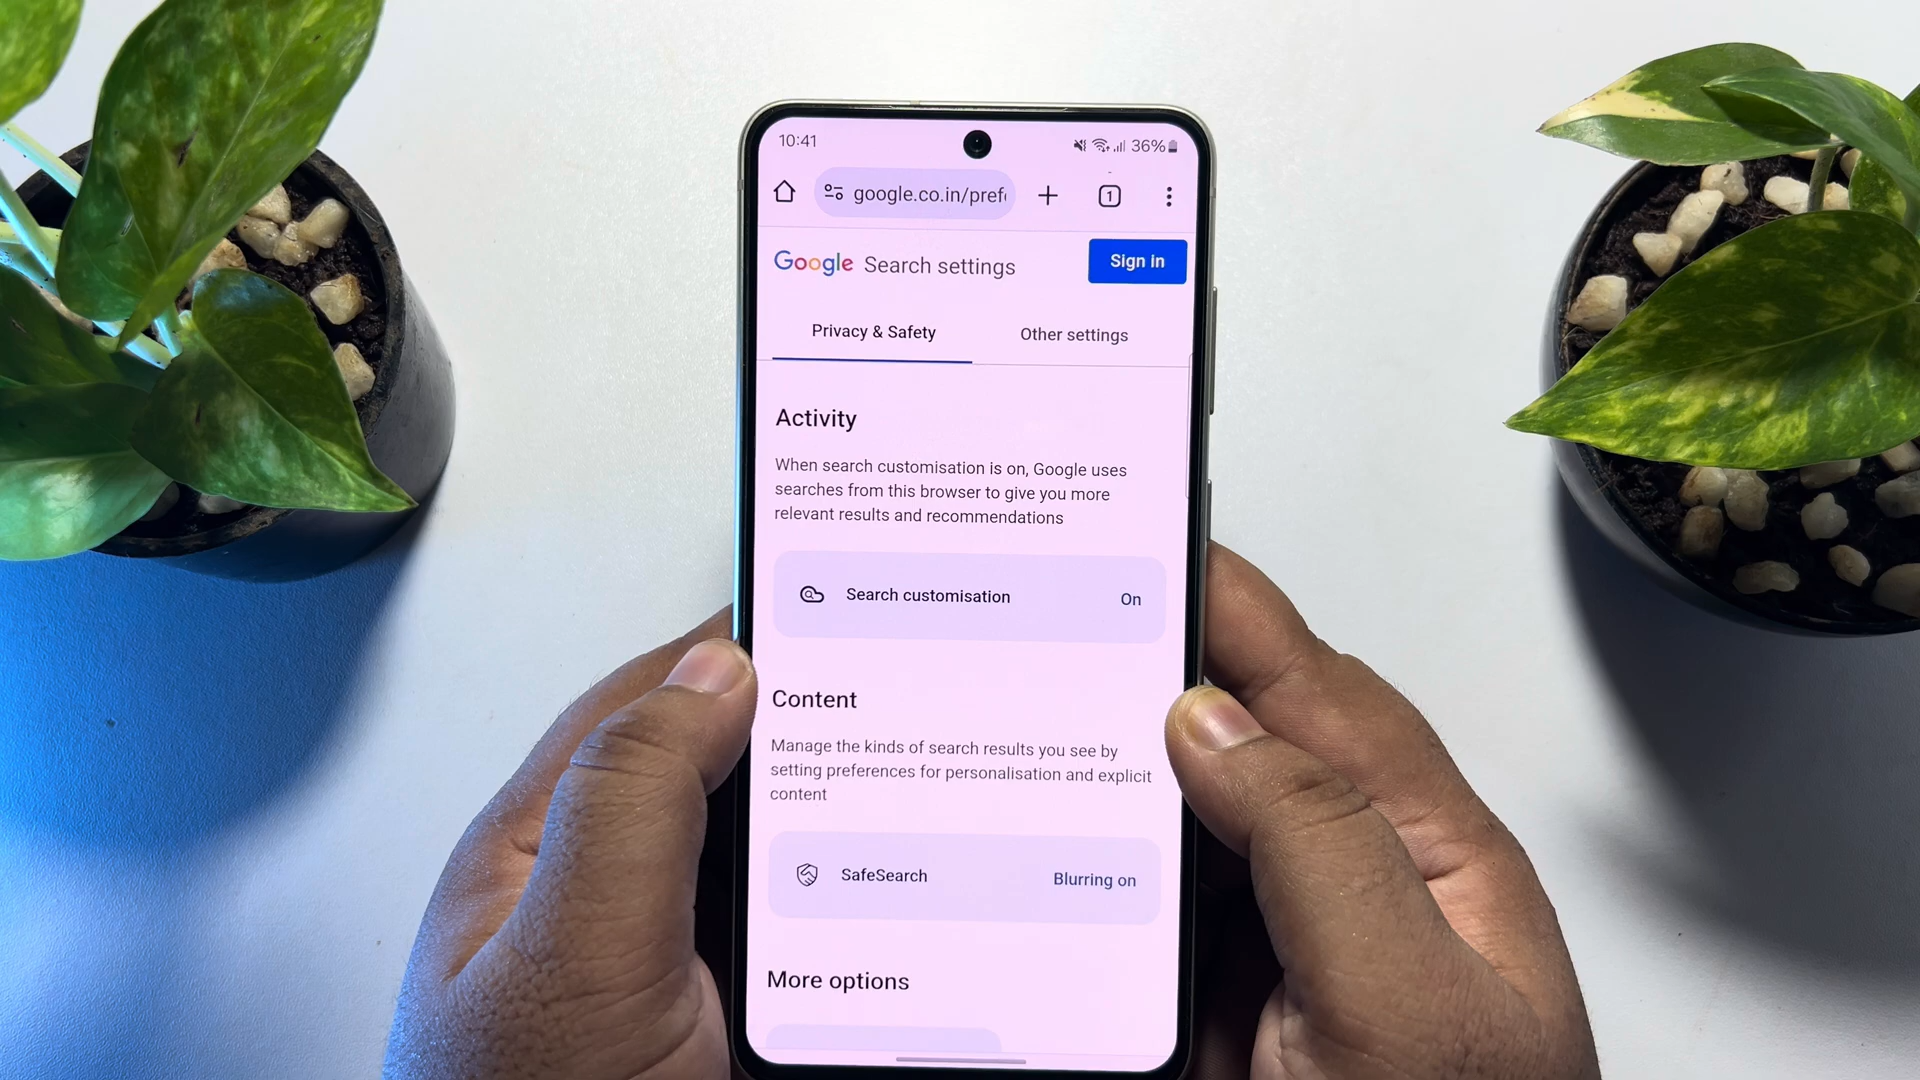 10:41
36%
google.co.in/pref
1
Google Search settings
Sign in
Privacy & Safety
Other settings
Activity
When search customisation is on, Google uses
searches from this browser to give you more
relevant results and recommendations
Search customisation
On
Content
Manage the kinds of search results you see by
setting preferences for personalisation and explicit
content
SafeSearch
Blurring on
More options